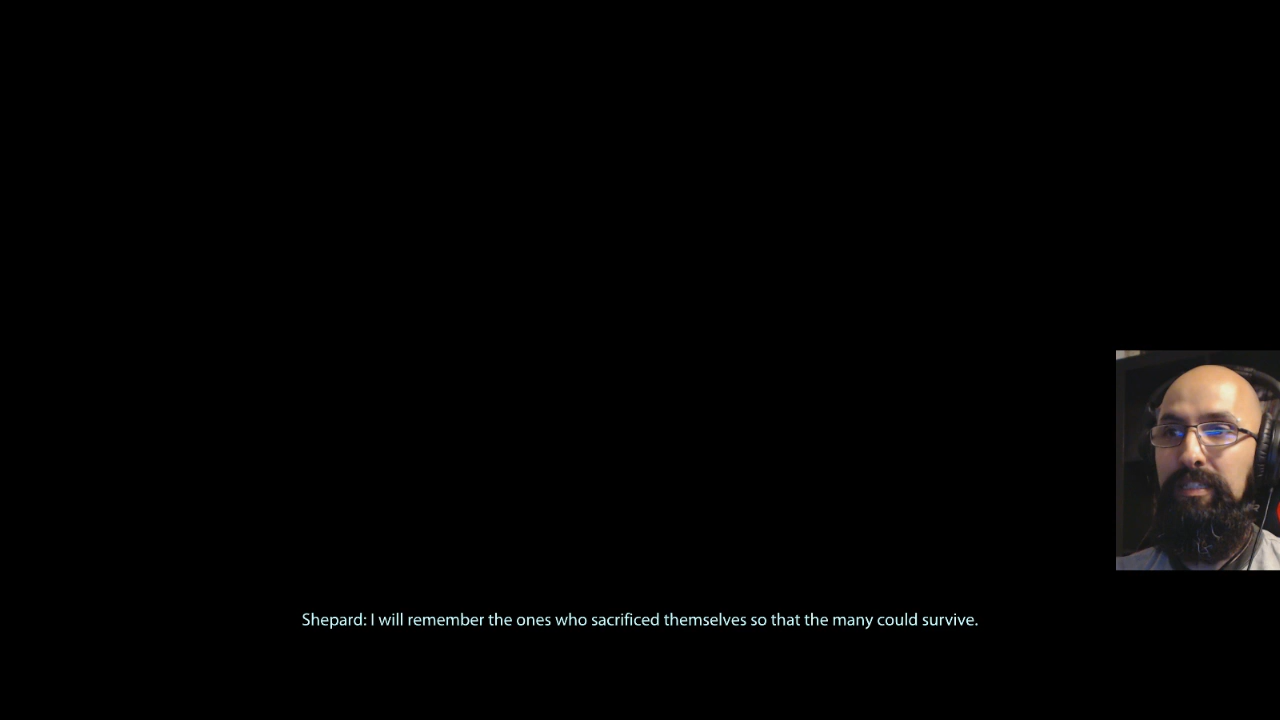 Shepard: I will remember the ones who sacrificed themselves so that the many could survive.